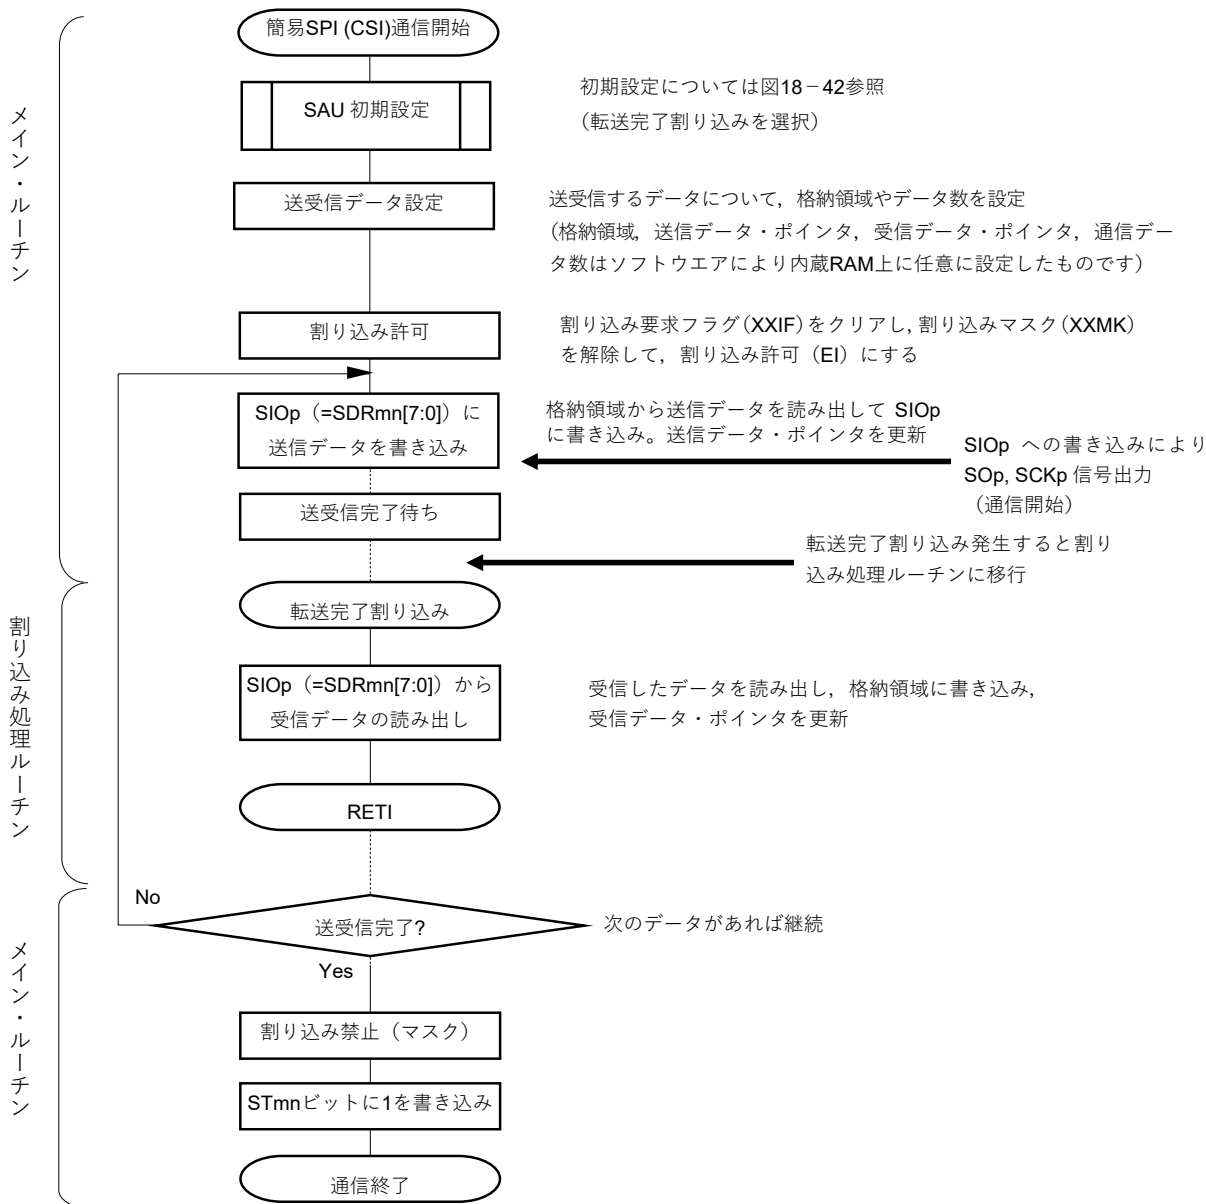 簡易SPI (CSI)通信開始
SAU 初期設定
初期設定については図18－42参照
（転送完了割り込みを選択）
送受信データ設定
送受信するデータについて，格納領域やデータ数を設定
（格納領域，送信データ・ポインタ，受信データ・ポインタ，通信デー
タ数はソフトウエアにより内蔵RAM上に任意に設定したものです）
割り込み許可
割り込み要求フラグ（XXIF）をクリアし，割り込みマスク（XXMK）
を解除して，割り込み許可（EI）にする
SIOp（=SDRmn[7:0]）に
送信データを書き込み
格納領域から送信データを読み出して SIOp
に書き込み。送信データ・ポインタを更新
SIOp への書き込みにより
SOp, SCKp 信号出力
（通信開始）
送受信完了待ち
転送完了割り込み発生すると割り
込み処理ルーチンに移行
転送完了割り込み
SIOp（=SDRmn[7:0]）から
受信データの読み出し
受信したデータを読み出し，格納領域に書き込み，
受信データ・ポインタを更新
RETI
No
送受信完了?
次のデータがあれば継続
Yes
割り込み禁止（マスク）
STmnビットに1を書き込み
通信終了
メイン・ルーチン
割り込み処理ルーチン
メイン・ルーチン